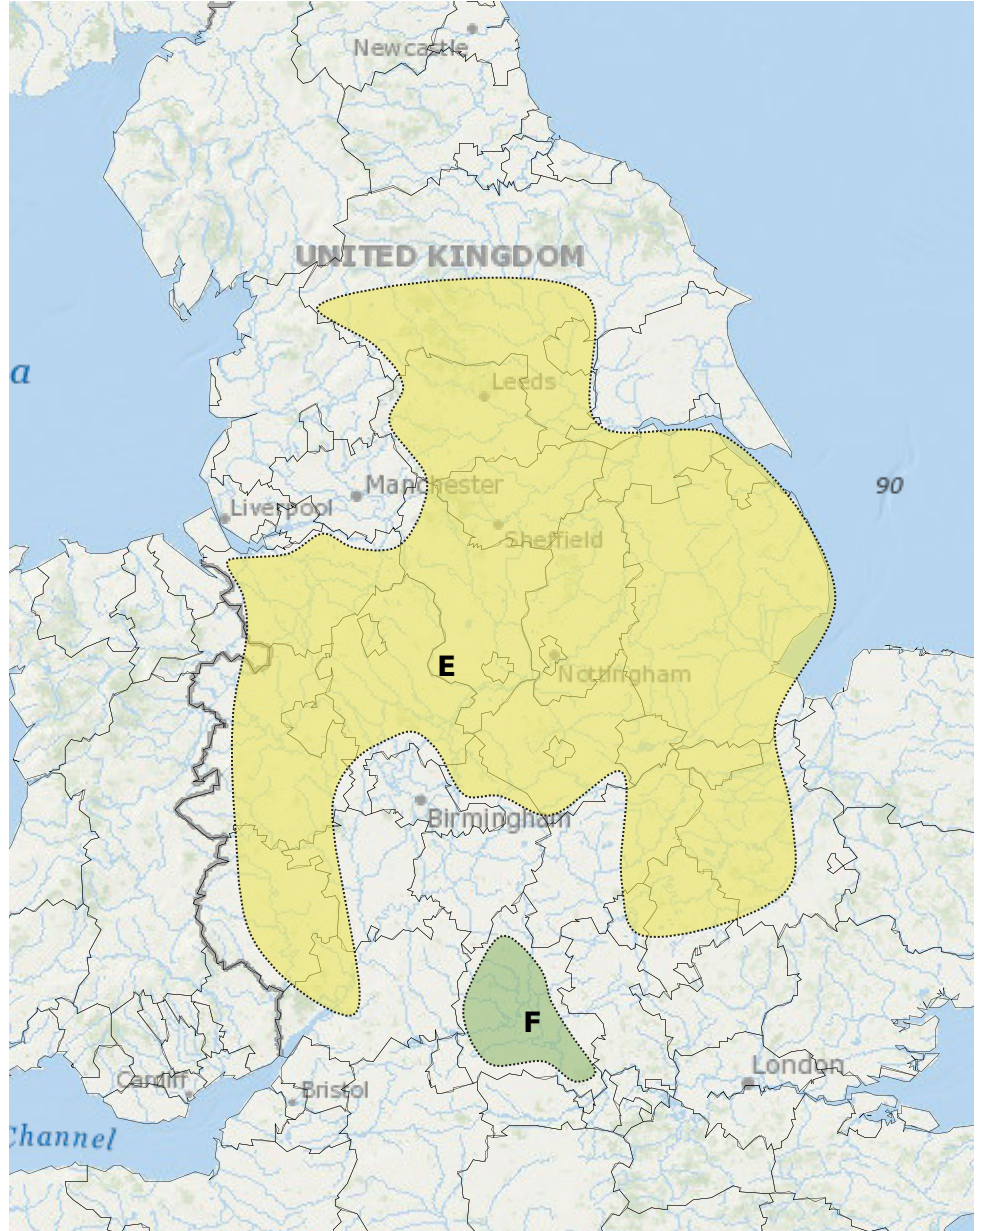 Newcastle
UNITED KINGDOM
a
Leeds
Manchester
90
Liverpool
Sheffield
E
Nottingham
Birmingham
F
London
Cardiff
Bristol
Channel